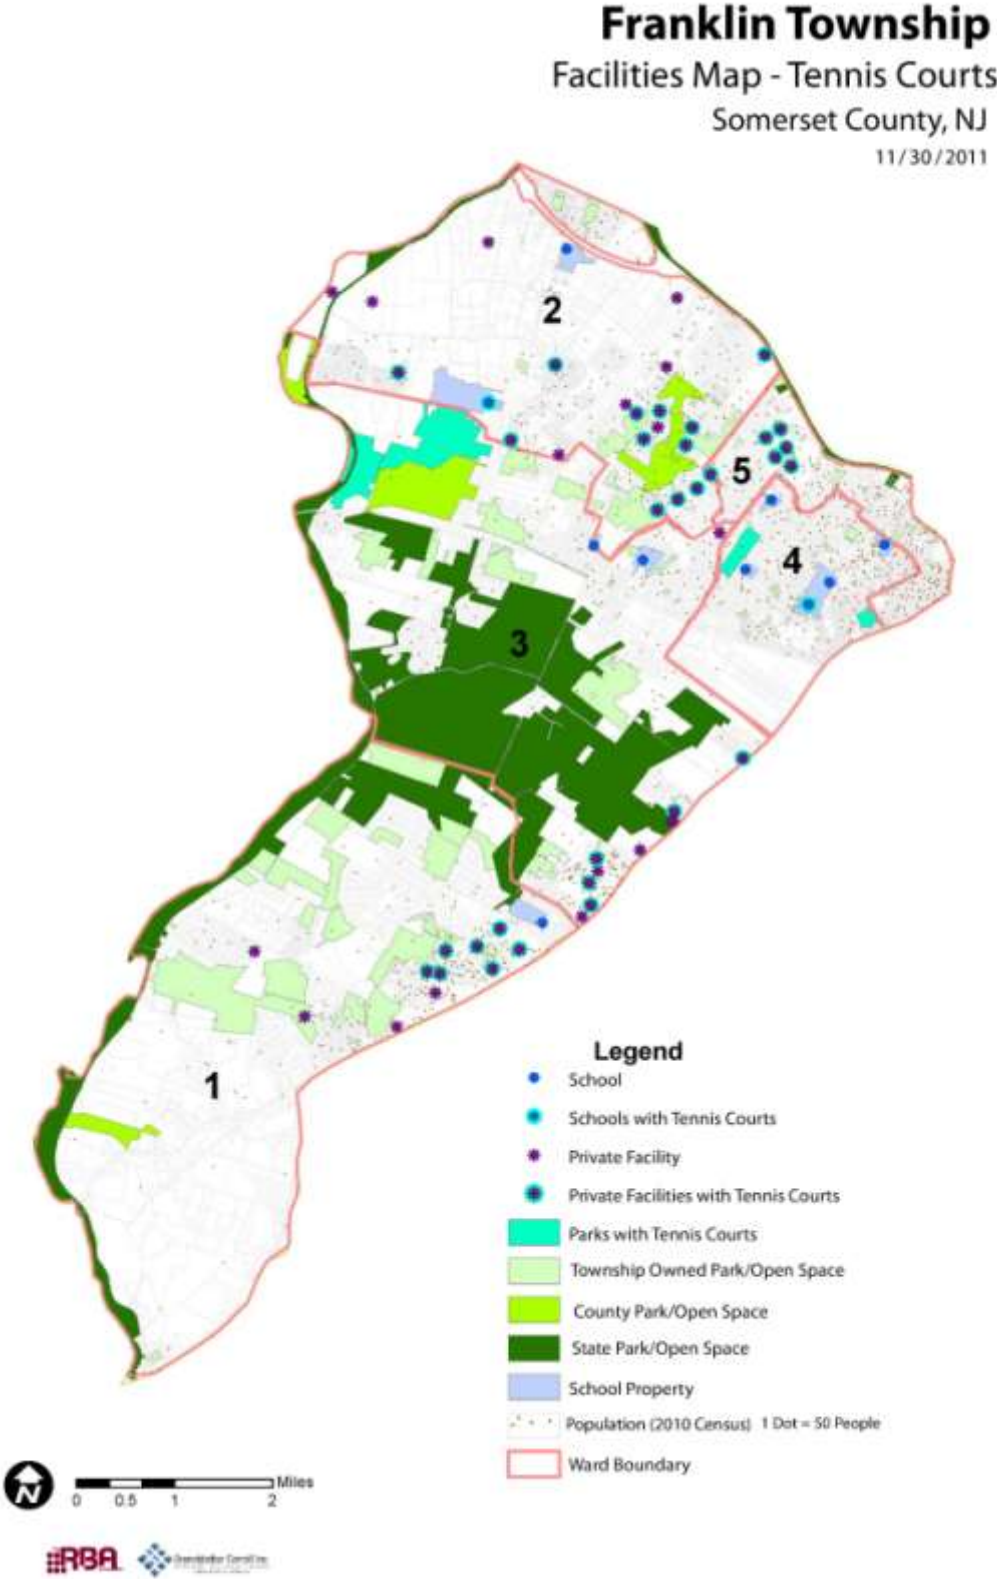 Franklin Township
Facilities Map - Tennis Courts
Somerset County, NJ
11/30/2011
2
5
4
3
1
Legend
School
Schools with Tennis Courts
Private Facility
Private Facilities with Tennis Courts
Parks with Tennis Courts
Township Owned Park/Open Space
County Park/Open Space
State Park/Open Space
School Property
Population (2010 Census) 1 Dot = 50 People
Ward Boundary
N
Miles
0 0.5 1 2
RBA